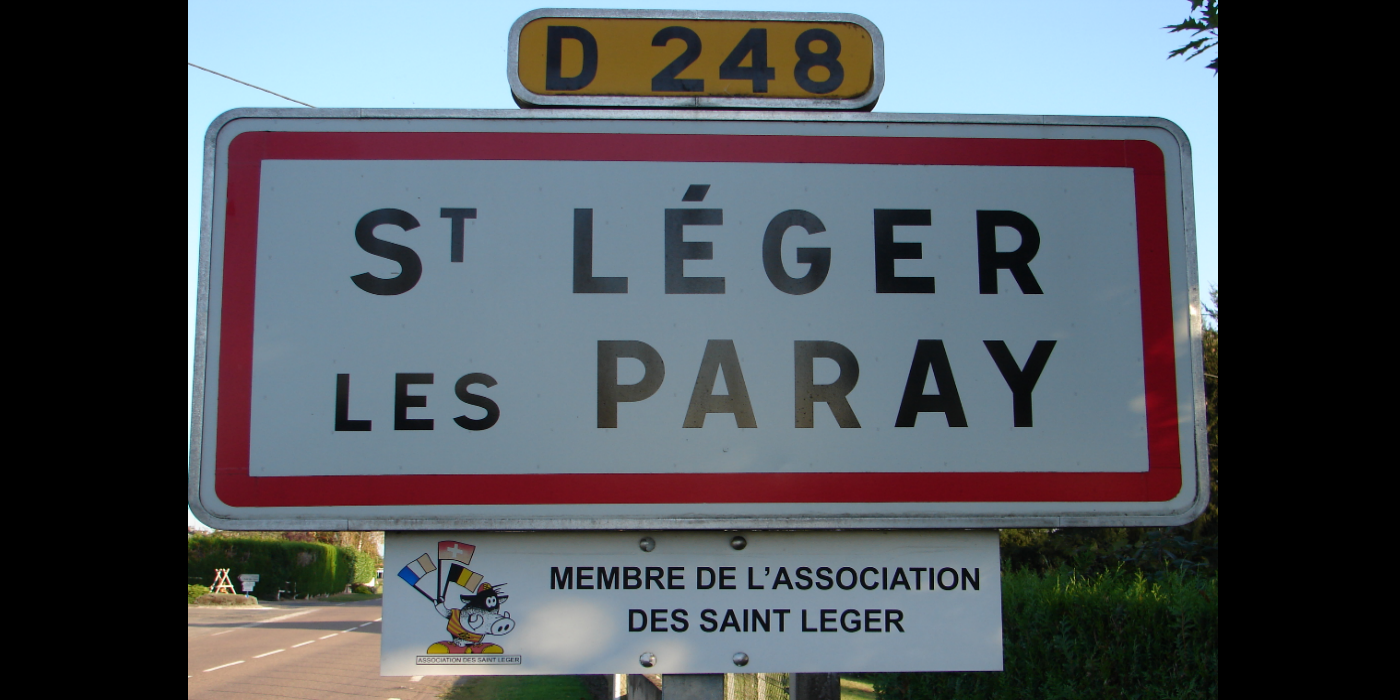 D 248
ST LÉGER
LES PARAY
MEMBRE DE L'ASSOCIATION
DES SAINT LEGER
ASSOCIATION DES SAINT LEGER